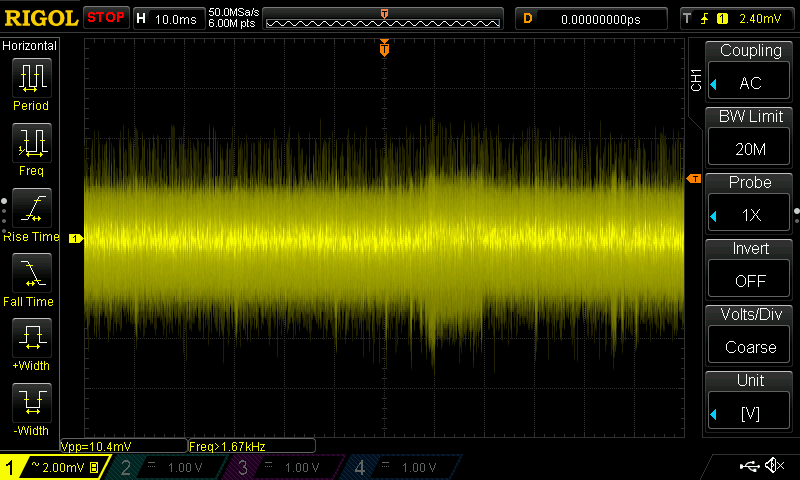 RIGOL STOP H 10.0ms 50.0MSa/s 6.00M pts T D 0.00000000ps T 1 2.40mV
Horizontal
Period
Freq
Rise Time
Fall Time
+Width
-Width
T
T
1
CH1
Coupling
AC
BW Limit
20M
Probe
1X
Invert
OFF
Volts/Div
Coarse
Unit
[V]
Vpp=10.4mV Freq>1.67kHz
1 ~ 2.00mV B 2 1.00 V 3 1.00 V 4 1.00 V